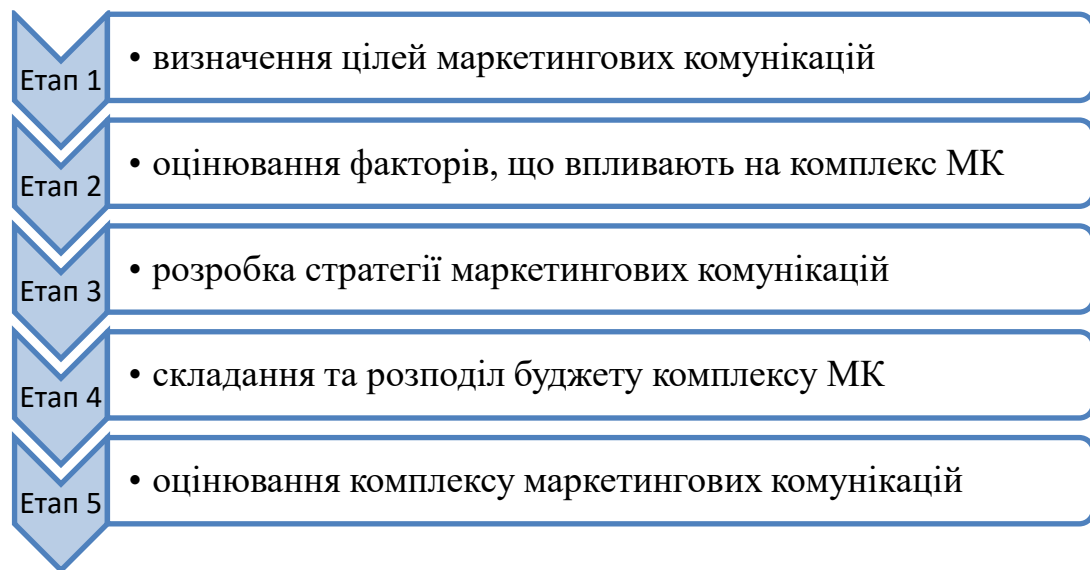 Етап 1
• визначення цілей маркетингових комунікацій
Етап 2
• оцінювання факторів, що впливають на комплекс МК
Етап 3
• розробка стратегії маркетингових комунікацій
Етап 4
• складання та розподіл буджету комплексу МК
Етап 5
• оцінювання комплексу маркетингових комунікацій